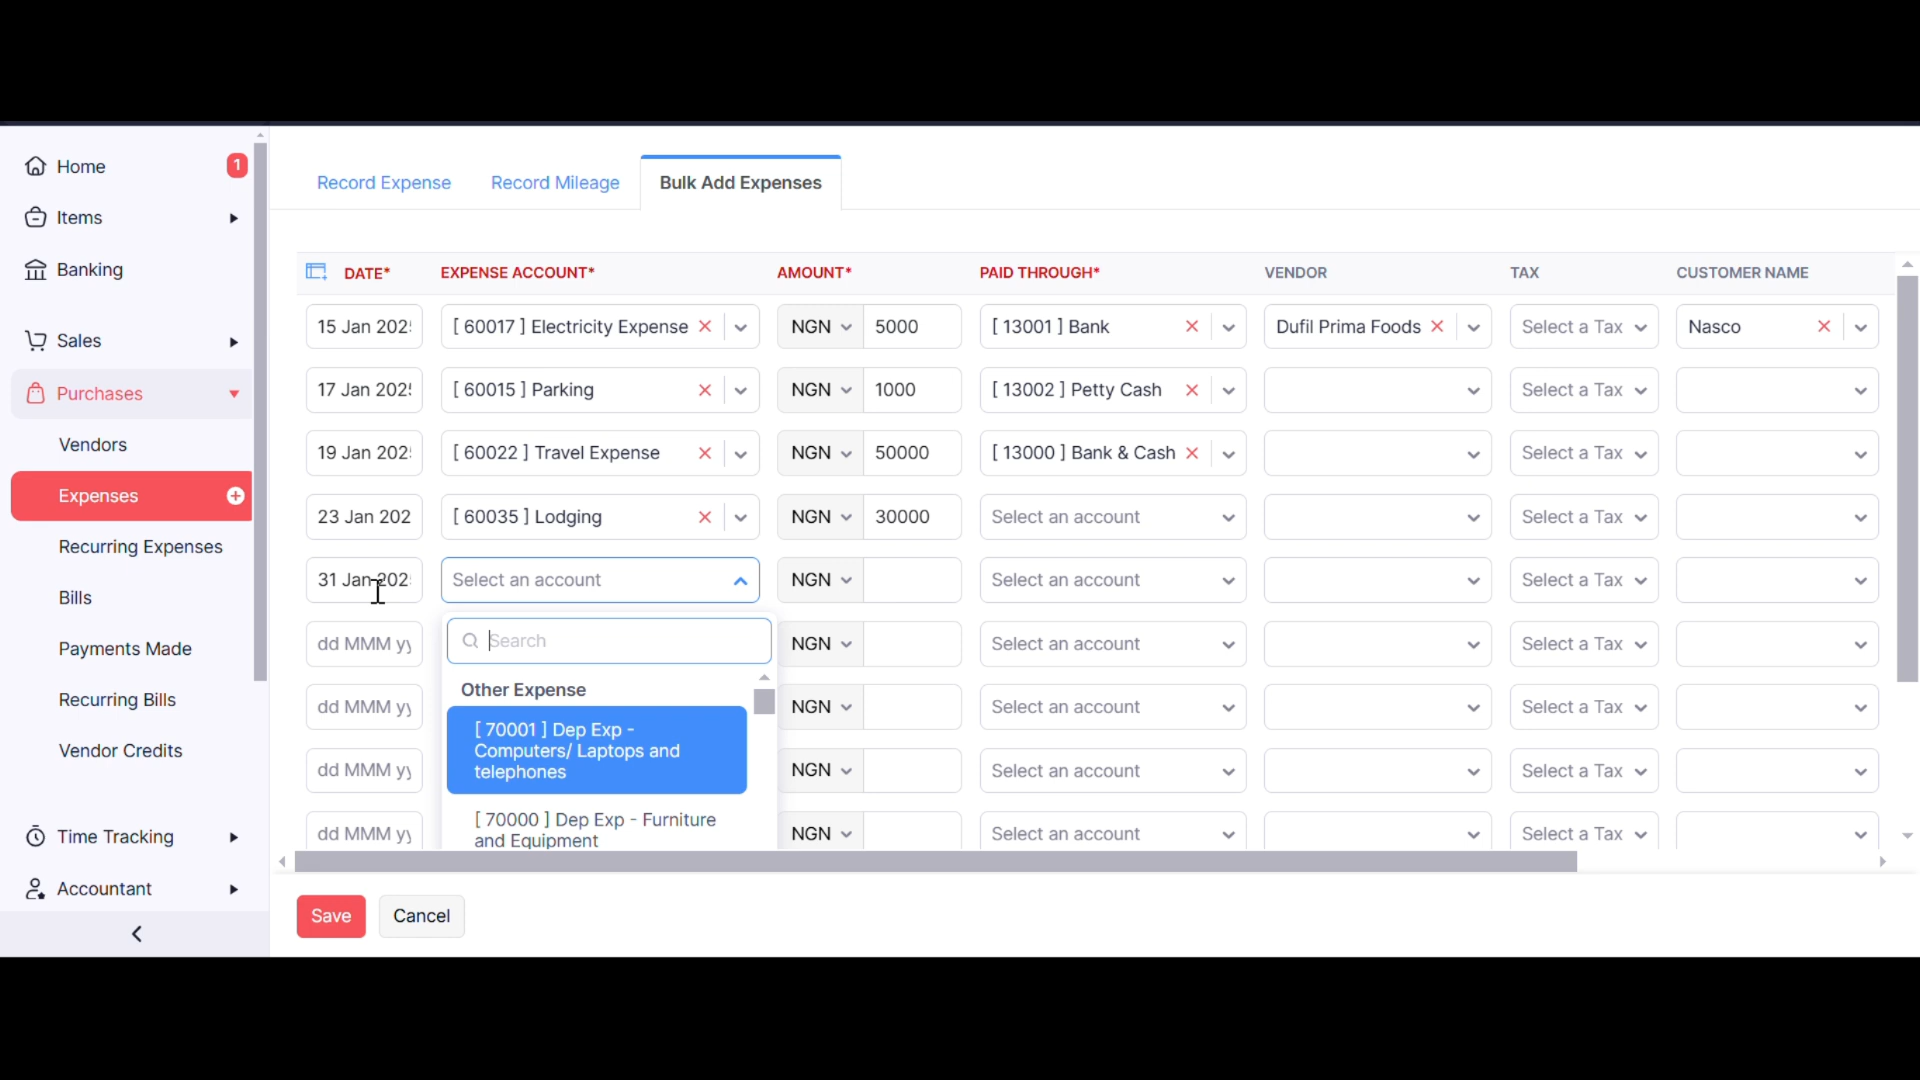 Home
1
Items
Banking
Sales
Purchases
Vendors
Expenses
Recurring Expenses
Bills
Payments Made
Recurring Bills
Vendor Credits
Time Tracking
Accountant
Record Expense Record Mileage Bulk Add Expenses
DATE* EXPENSE ACCOUNT* AMOUNT* PAID THROUGH* VENDOR TAX CUSTOMER NAME
15 Jan 202 [ 60017 ] Electricity Expense NGN 5000 [ 13001 ] Bank Dufil Prima Foods Select a Tax Nasco
17 Jan 202 [ 60015 ] Parking NGN 1000 [ 13002 ] Petty Cash Select a Tax
19 Jan 202 [ 60022 ] Travel Expense NGN 50000 [ 13000 ] Bank & Cash Select a Tax
23 Jan 202 [ 60035 ] Lodging NGN 30000 Select an account Select a Tax
31 Jan 202 Select an account NGN Select an account Select a Tax
dd MMM yy Search NGN Select an account Select a Tax
Other Expense
dd MMM yy [ 70001 ] Dep Exp - NGN Select an account Select a Tax
Computers/ Laptops and
telephones
dd MMM yy NGN Select an account Select a Tax
[ 70000 ] Dep Exp - Furniture
and Equipment
dd MMM yy NGN Select an account Select a Tax
Save Cancel